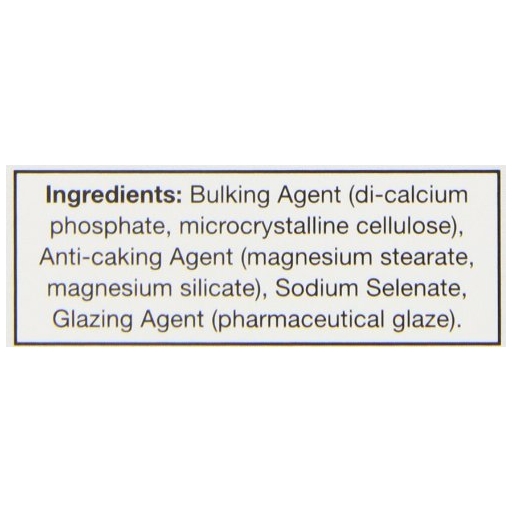 Ingredients: Bulking Agent (di-calcium
phosphate, microcrystalline cellulose),
Anti-caking Agent (magnesium stearate,
magnesium silicate), Sodium Selenate,
Glazing Agent (pharmaceutical glaze).